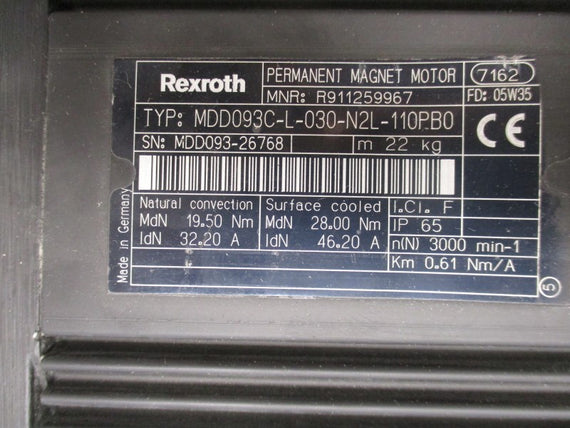 Rexroth
PERMANENT MAGNET MOTOR
7162
MNR: R911259967
FD: 05W35
TYP: MDD093C-L-030-N2L-110PB0
CE
SN: MDD093-26768
m 22 kg
Natural convection
MdN 19.50 Nm
IdN 32.20 A
Surface cooled
MdN 28.00 Nm
IdN 46.20 A
I.Cl. F
IP 65
n(N) 3000 min-1
Km 0.61 Nm/A
Made in Germany
5